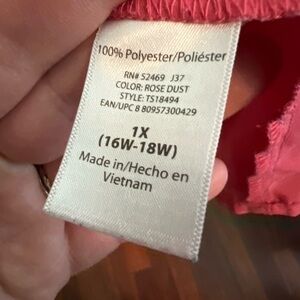 100% Polyester/Poliéster
RN# 52469 J37
COLOR: ROSE DUST
STYLE: TS18494
EAN/UPC 8 80957300429
1X
(16W-18W)
Made in/Hecho en
Vietnam